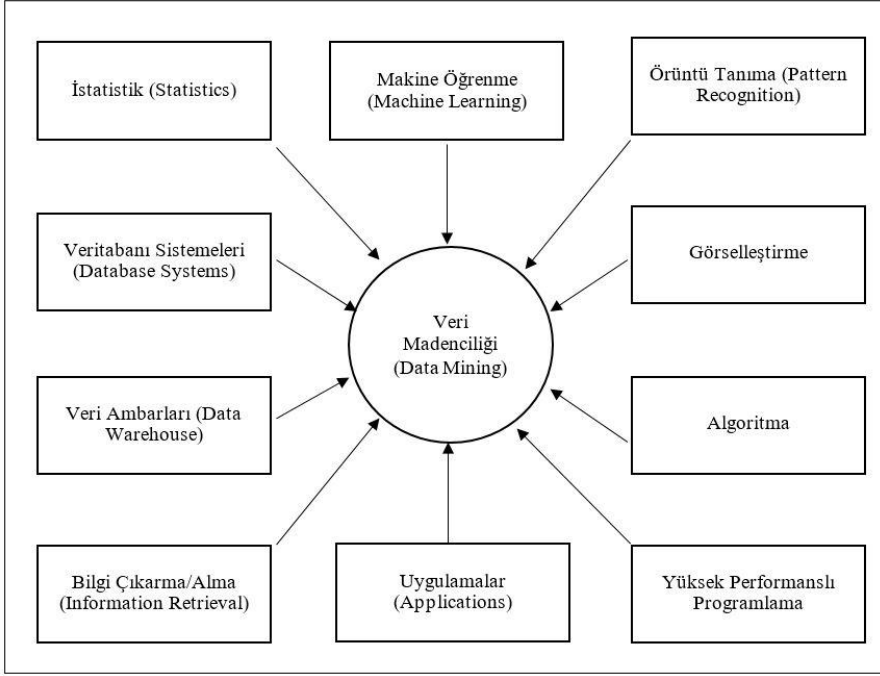 İstatistik (Statistics)
Makine Öğrenme
(Machine Learning)
Örüntü Tanıma (Pattern
Recognition)
Veritabanı Sistemeleri
(Database Systems)
Görselleştirme
Veri
Madenciliği
(Data Mining)
Veri Ambarları (Data
Warehouse)
Algoritma
Bilgi Çıkarma/Alma
(Information Retrieval)
Uygulamalar
(Applications)
Yüksek Performanslı
Programlama